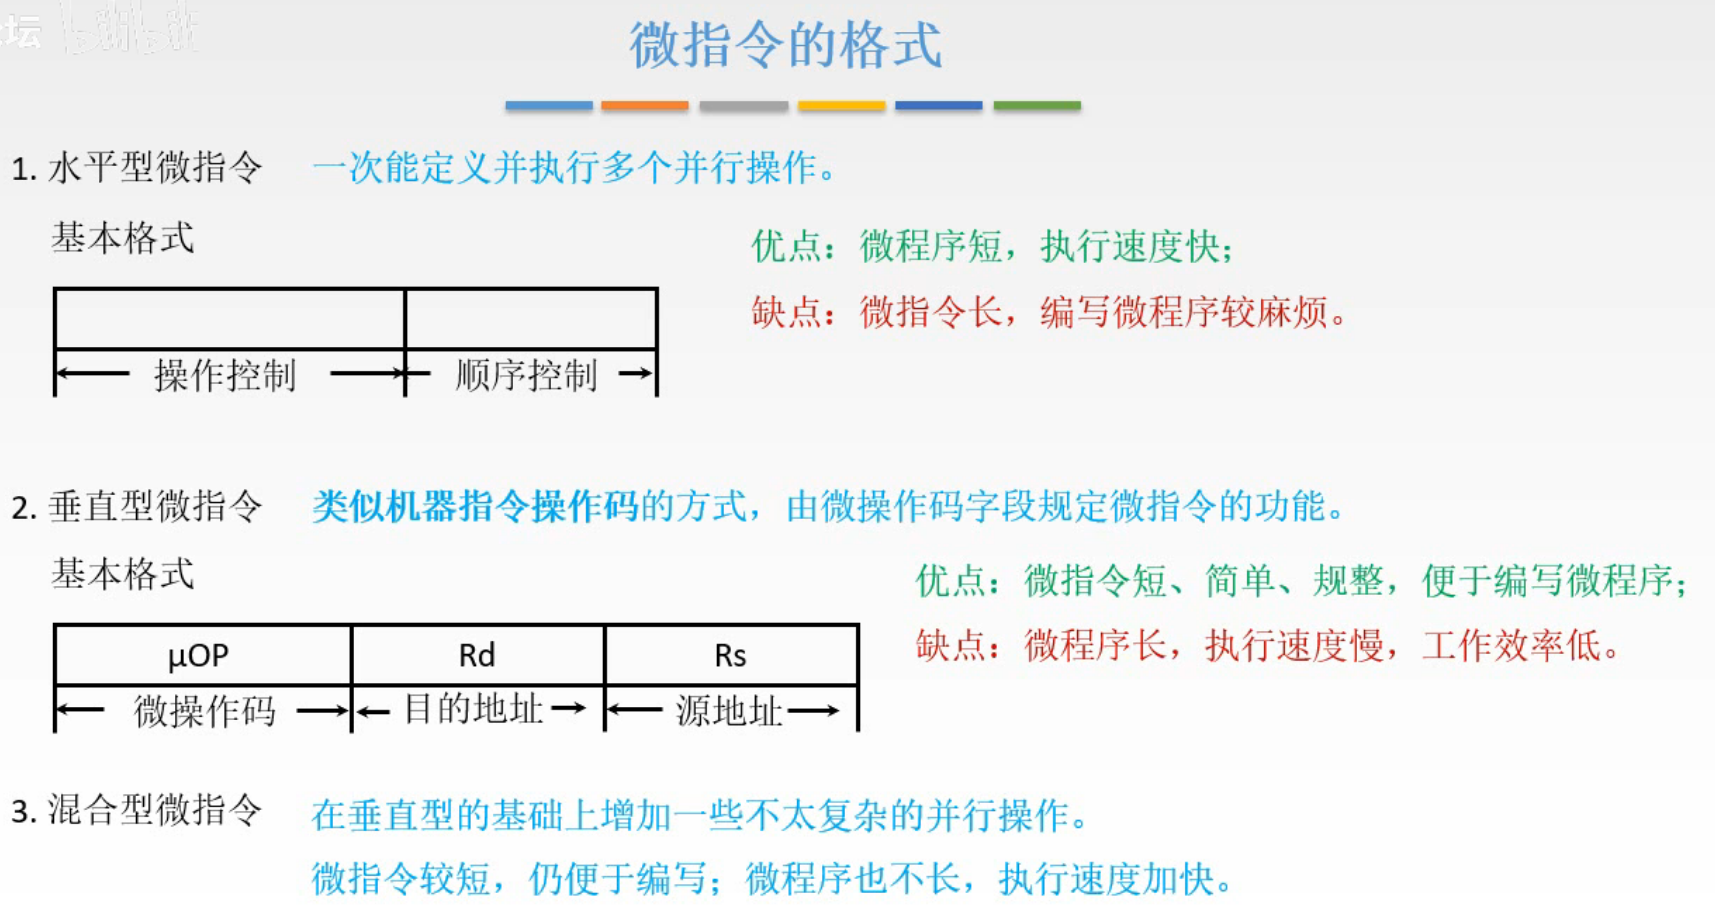 坛 bilibili
微指令的格式
1. 水平型微指令 一次能定义并执行多个并行操作。
基本格式
优点：微程序短，执行速度快；
缺点：微指令长，编写微程序较麻烦。
操作控制 顺序控制
2. 垂直型微指令 类似机器指令操作码的方式，由微操作码字段规定微指令的功能。
基本格式
优点：微指令短、简单、规整，便于编写微程序；
缺点：微程序长，执行速度慢，工作效率低。
μOP Rd Rs
微操作码 目的地址 源地址
3. 混合型微指令 在垂直型的基础上增加一些不太复杂的并行操作。
微指令较短，仍便于编写；微程序也不长，执行速度加快。